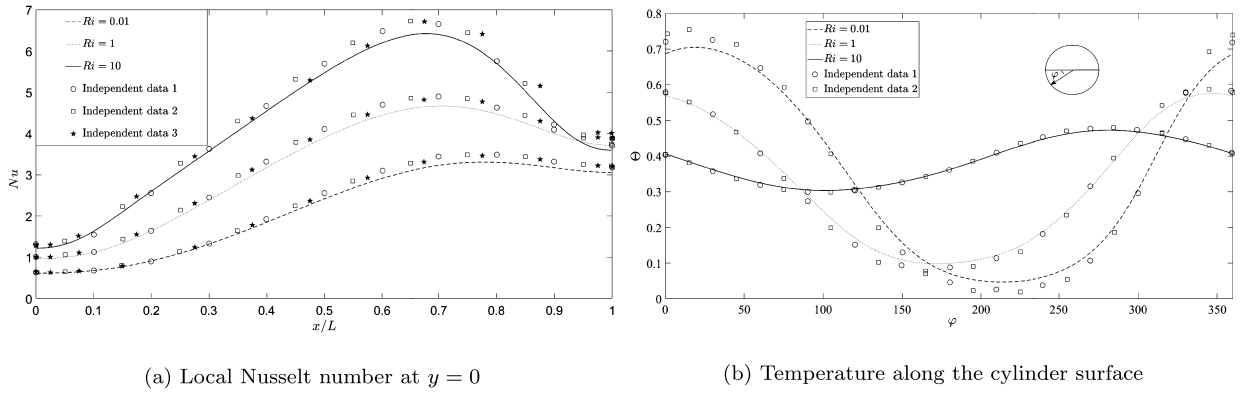 7
6
5
4
3
2
1
0
Nu
Ri = 0.01
Ri = 1
Ri = 10
Independent data 1
Independent data 2
Independent data 3
0 0.1 0.2 0.3 0.4 0.5 0.6 0.7 0.8 0.9 1
x/L
(a) Local Nusselt number at y = 0
0.8
0.7
0.6
0.5
0.4
0.3
0.2
0.1
0
Θ
Ri = 0.01
Ri = 1
Ri = 10
Independent data 1
Independent data 2
φ
0 50 100 150 200 250 300 350
φ
(b) Temperature along the cylinder surface